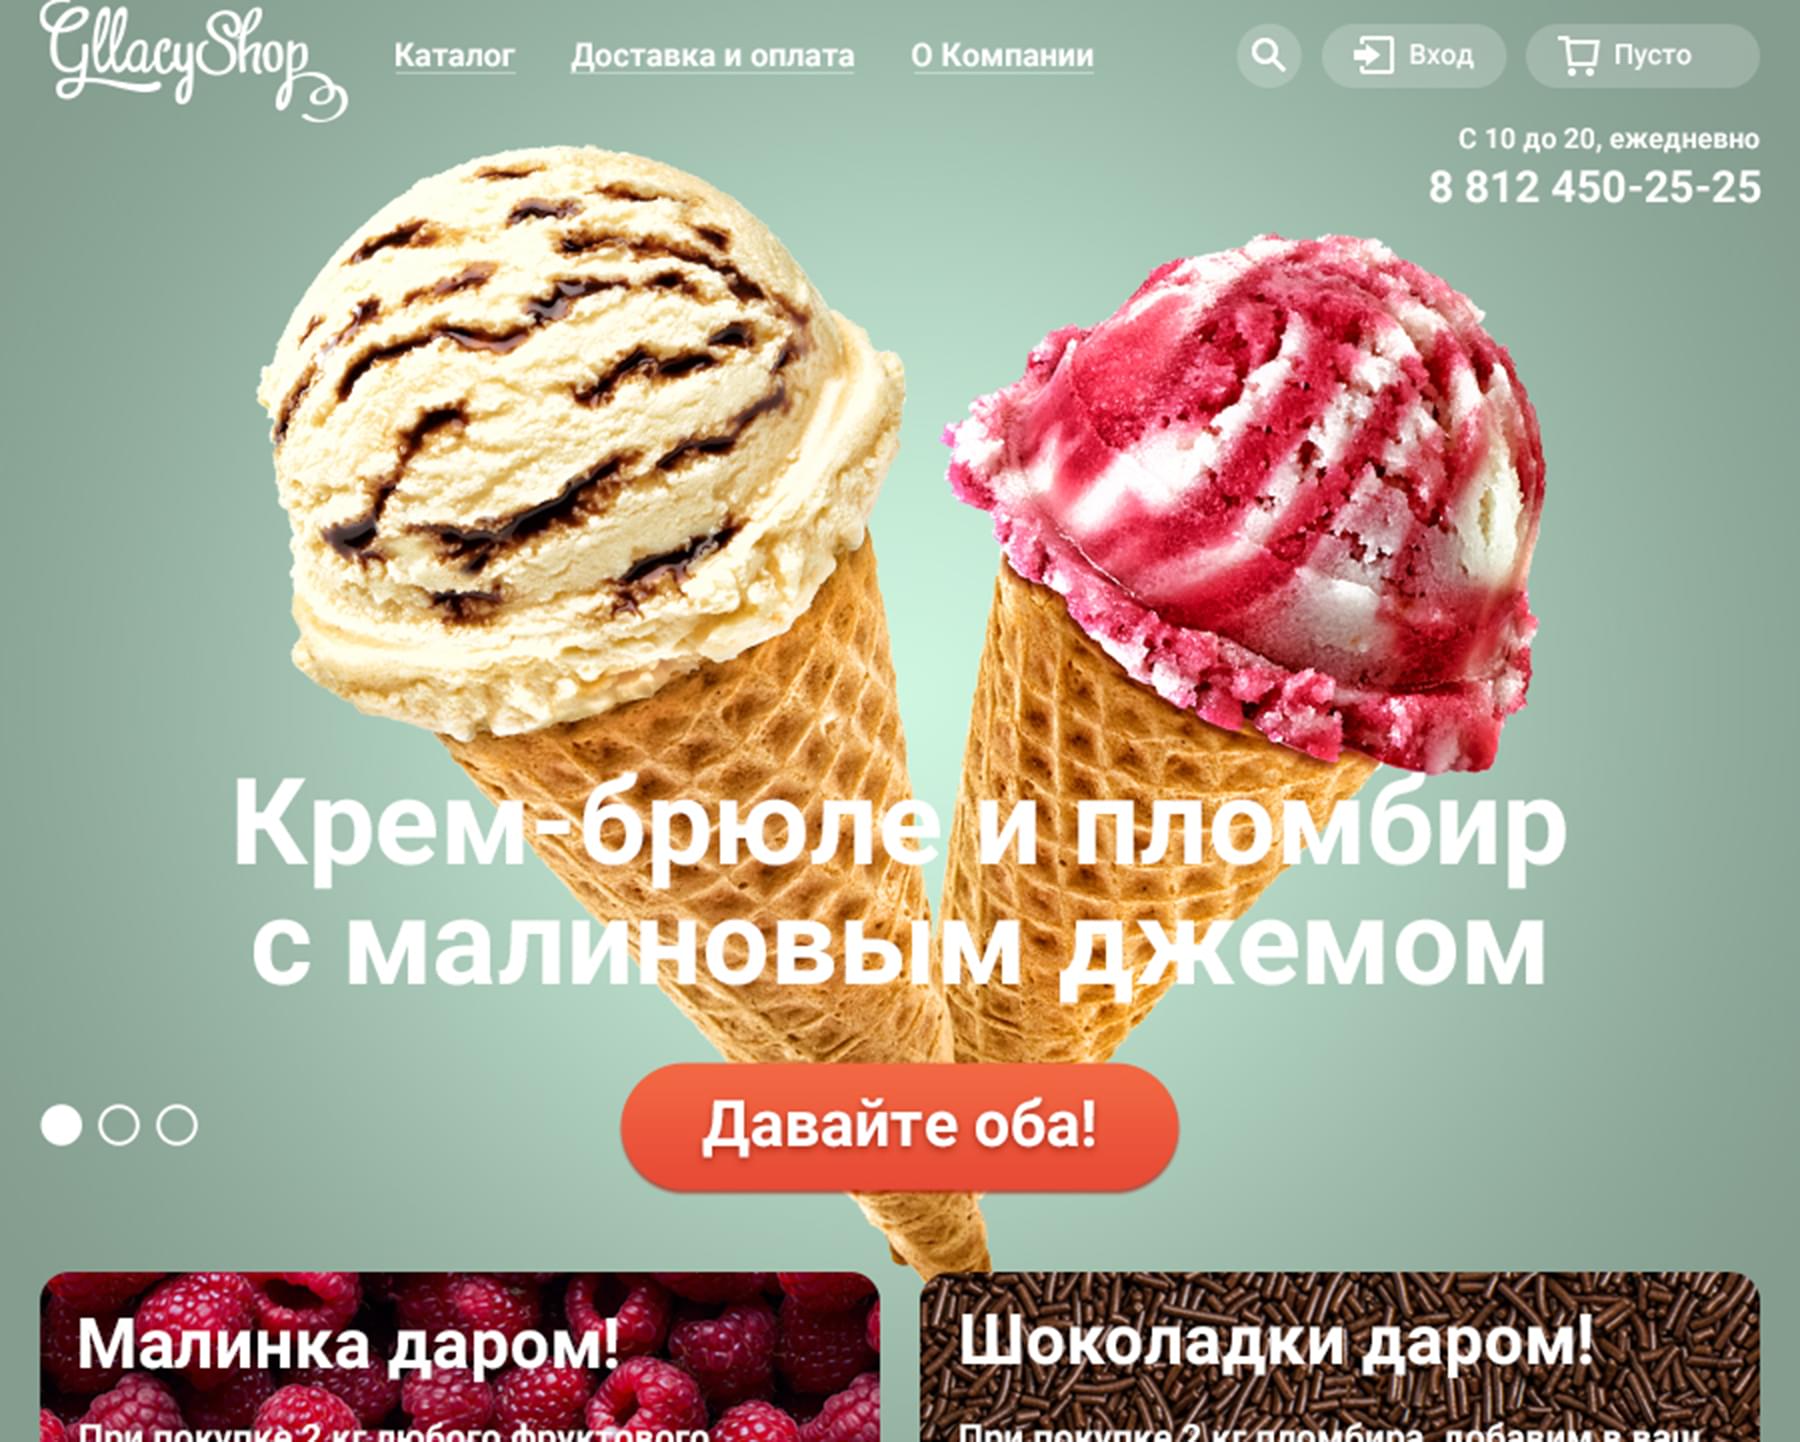 GllacyShop
Каталог
Доставка и оплата
О Компании
Вход
Пусто
С 10 до 20, ежедневно
8 812 450-25-25
Крем-брюле и пломбир
с малиновым джемом
Давайте оба!
Малинка даром!
Шоколадки даром!
При покупке 2 кг любого фруктового
При покупке 2 кг пломбира, добавим в ваш